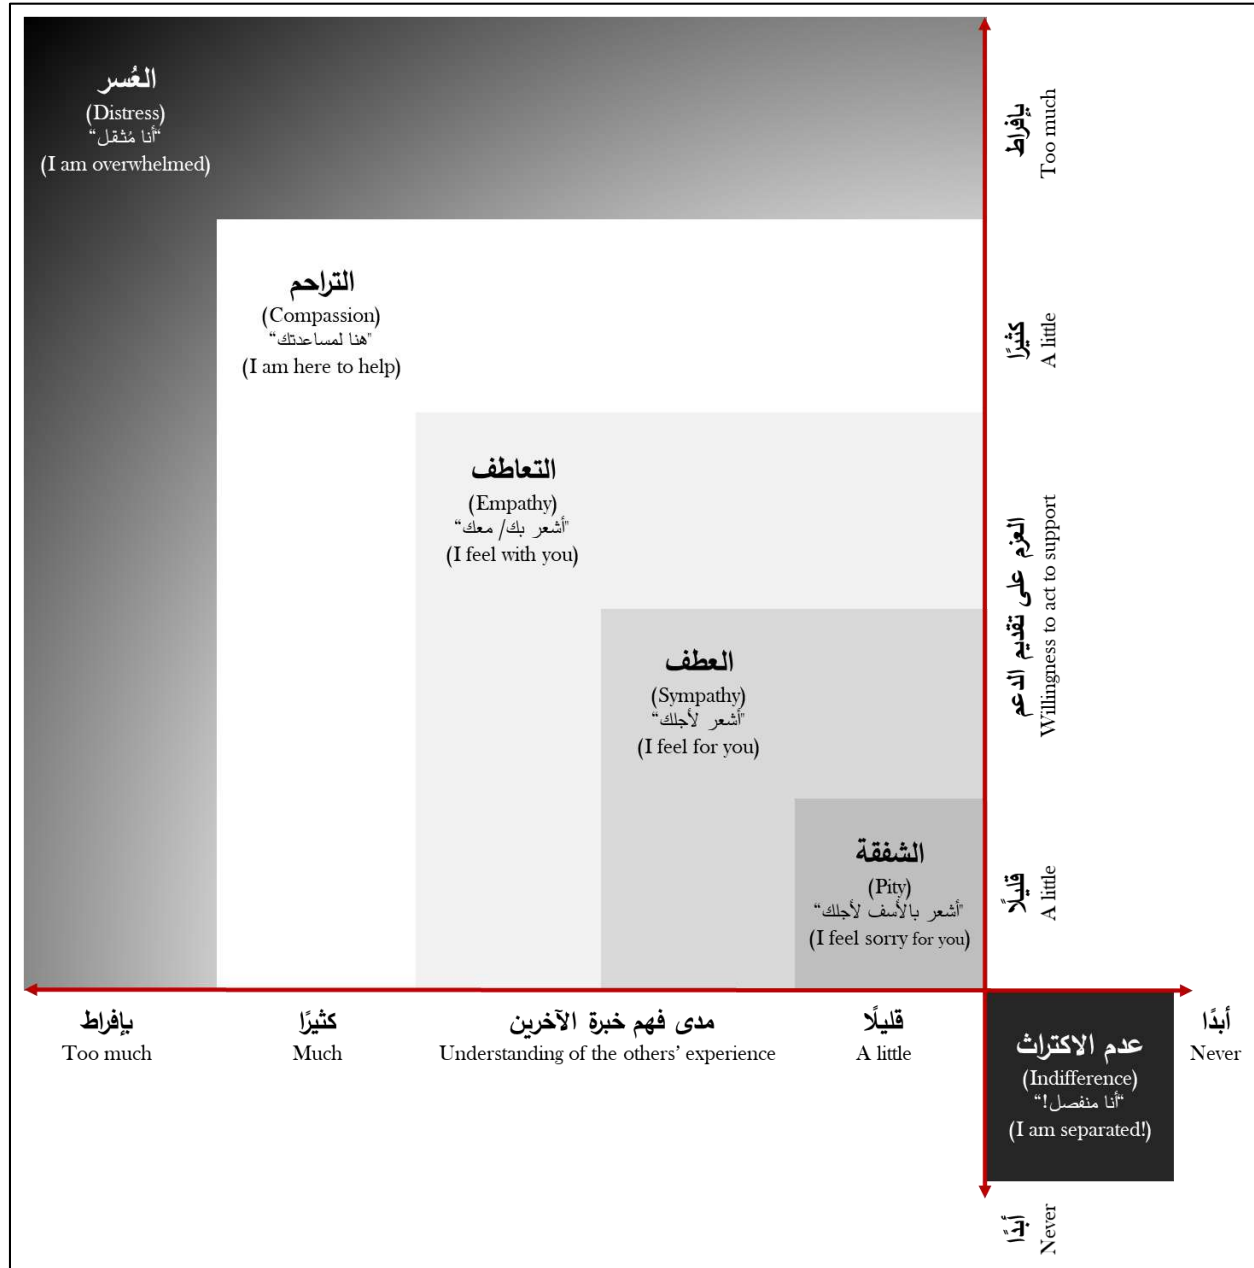 العُسر
(Distress)
"أنا مُثقل"
(I am overwhelmed)
التراحم
(Compassion)
"هنا لمساعدتك"
(I am here to help)
التعاطف
(Empathy)
"أشعر بك/ معك"
(I feel with you)
العطف
(Sympathy)
"أشعر لأجلك"
(I feel for you)
الشفقة
(Pity)
"أشعر بالأسف لأجلك"
(I feel sorry for you)
عدم الاكتراث
(Indifference)
"أنا منفصل!"
(I am separated!)
بإفراط
Too much
كثيرًا
A little
العزم على تقديم الدعم
Willingness to act to support
قليلًا
A little
أبدًا
Never
بإفراط
Too much
كثيرًا
Much
مدى فهم خبرة الآخرين
Understanding of the others' experience
قليلًا
A little
أبدًا
Never